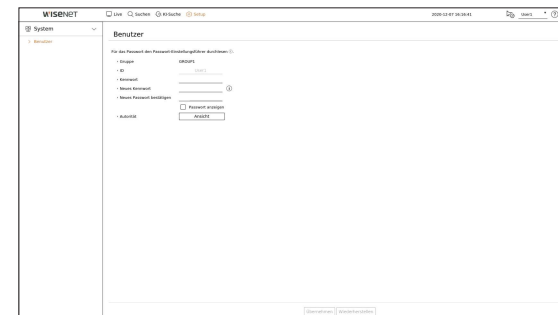 WISENET
Live Suchen AI-Suche Setup 2020-12-07 16:16:41 User1
System
Benutzer
Benutzer
Für das Passwort den Passwort-Einstellungsführer durchlesen
Gruppe GROUP1
ID USER1
Kennwort
Neues Kennwort
Neues Passwort bestätigen
Passwort anzeigen
Autorität Ansicht
Übernehmen Wiederherstellen